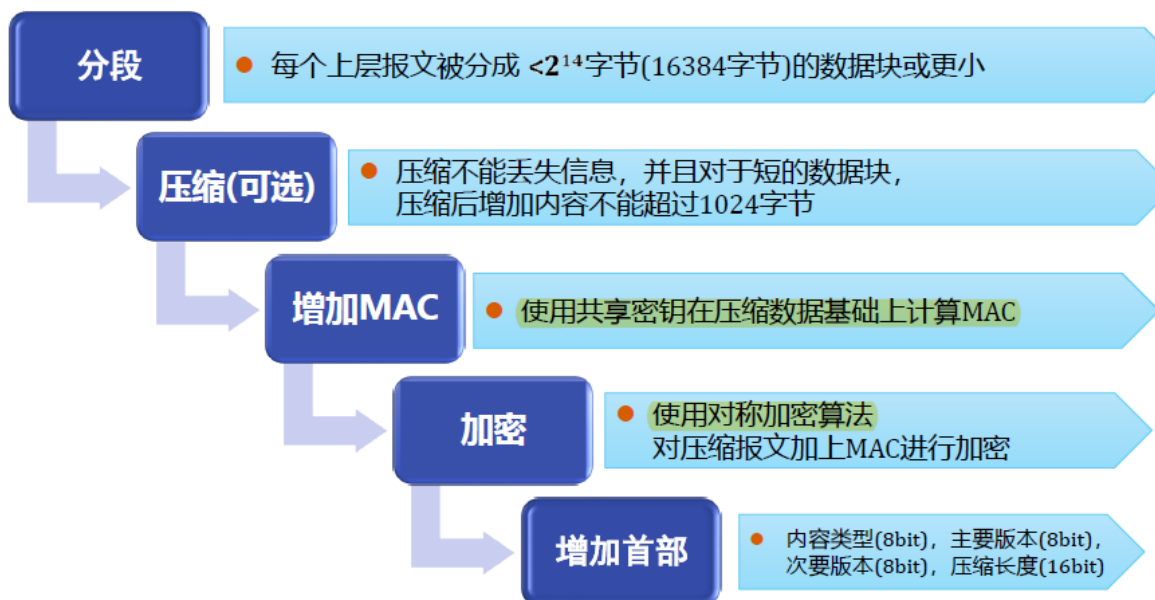 分段
每个上层报文被分成 <2¹⁴字节(16384字节)的数据块或更小
压缩(可选)
压缩不能丢失信息，并且对于短的数据块，
压缩后增加内容不能超过1024字节
增加MAC
使用共享密钥在压缩数据基础上计算MAC
加密
使用对称加密算法
对压缩报文加上MAC进行加密
增加首部
内容类型(8bit)，主要版本(8bit)，
次要版本(8bit)，压缩长度(16bit)